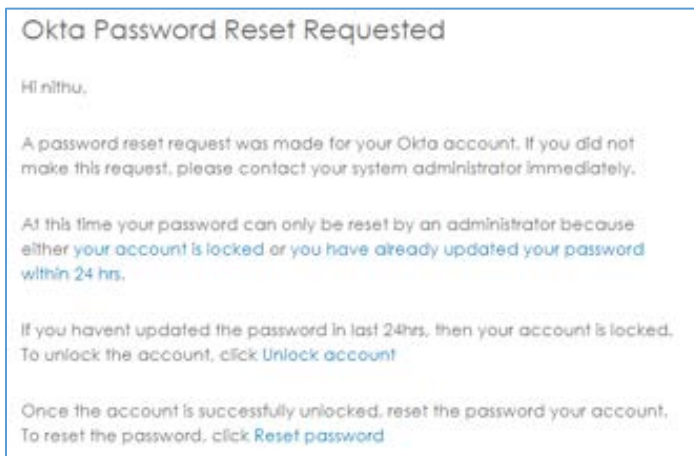 Okta Password Reset Requested
Hi nithu,
A password reset request was made for your Okta account. If you did not
make this request, please contact your system administrator immediately.
At this time your password can only be reset by an administrator because
either your account is locked or you have already updated your password
within 24 hrs.
If you havent updated the password in last 24hrs, then your account is locked.
To unlock the account, click Unlock account
Once the account is successfully unlocked, reset the password your account.
To reset the password, click Reset password